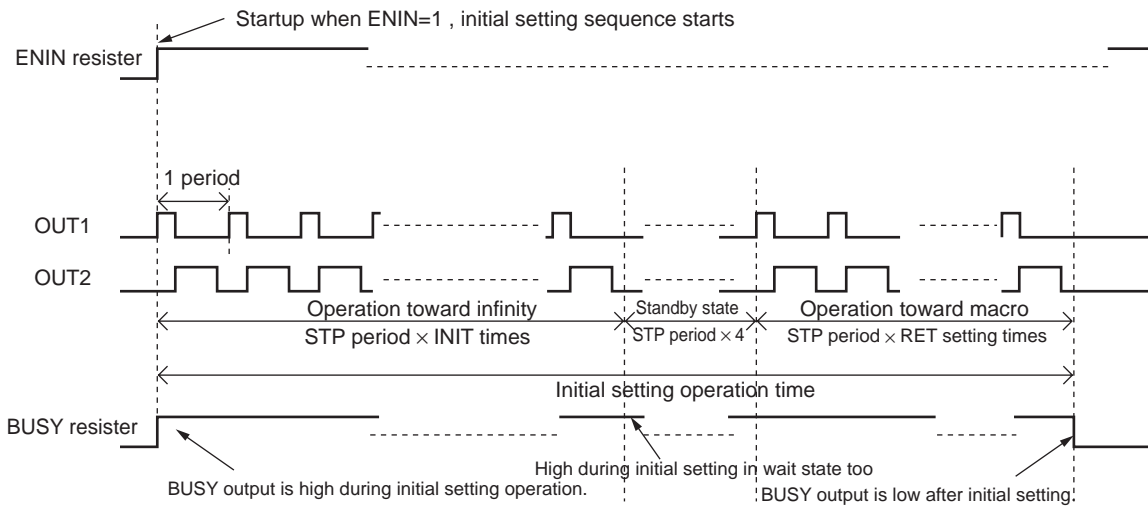 Startup when ENIN=1 , initial setting sequence starts
ENIN resister
1 period
OUT1
OUT2
Operation toward infinity
STP period × INIT times
Standby state
STP period × 4
Operation toward macro
STP period × RET setting times
Initial setting operation time
BUSY resister
High during initial setting in wait state too
BUSY output is high during initial setting operation.
BUSY output is low after initial setting.